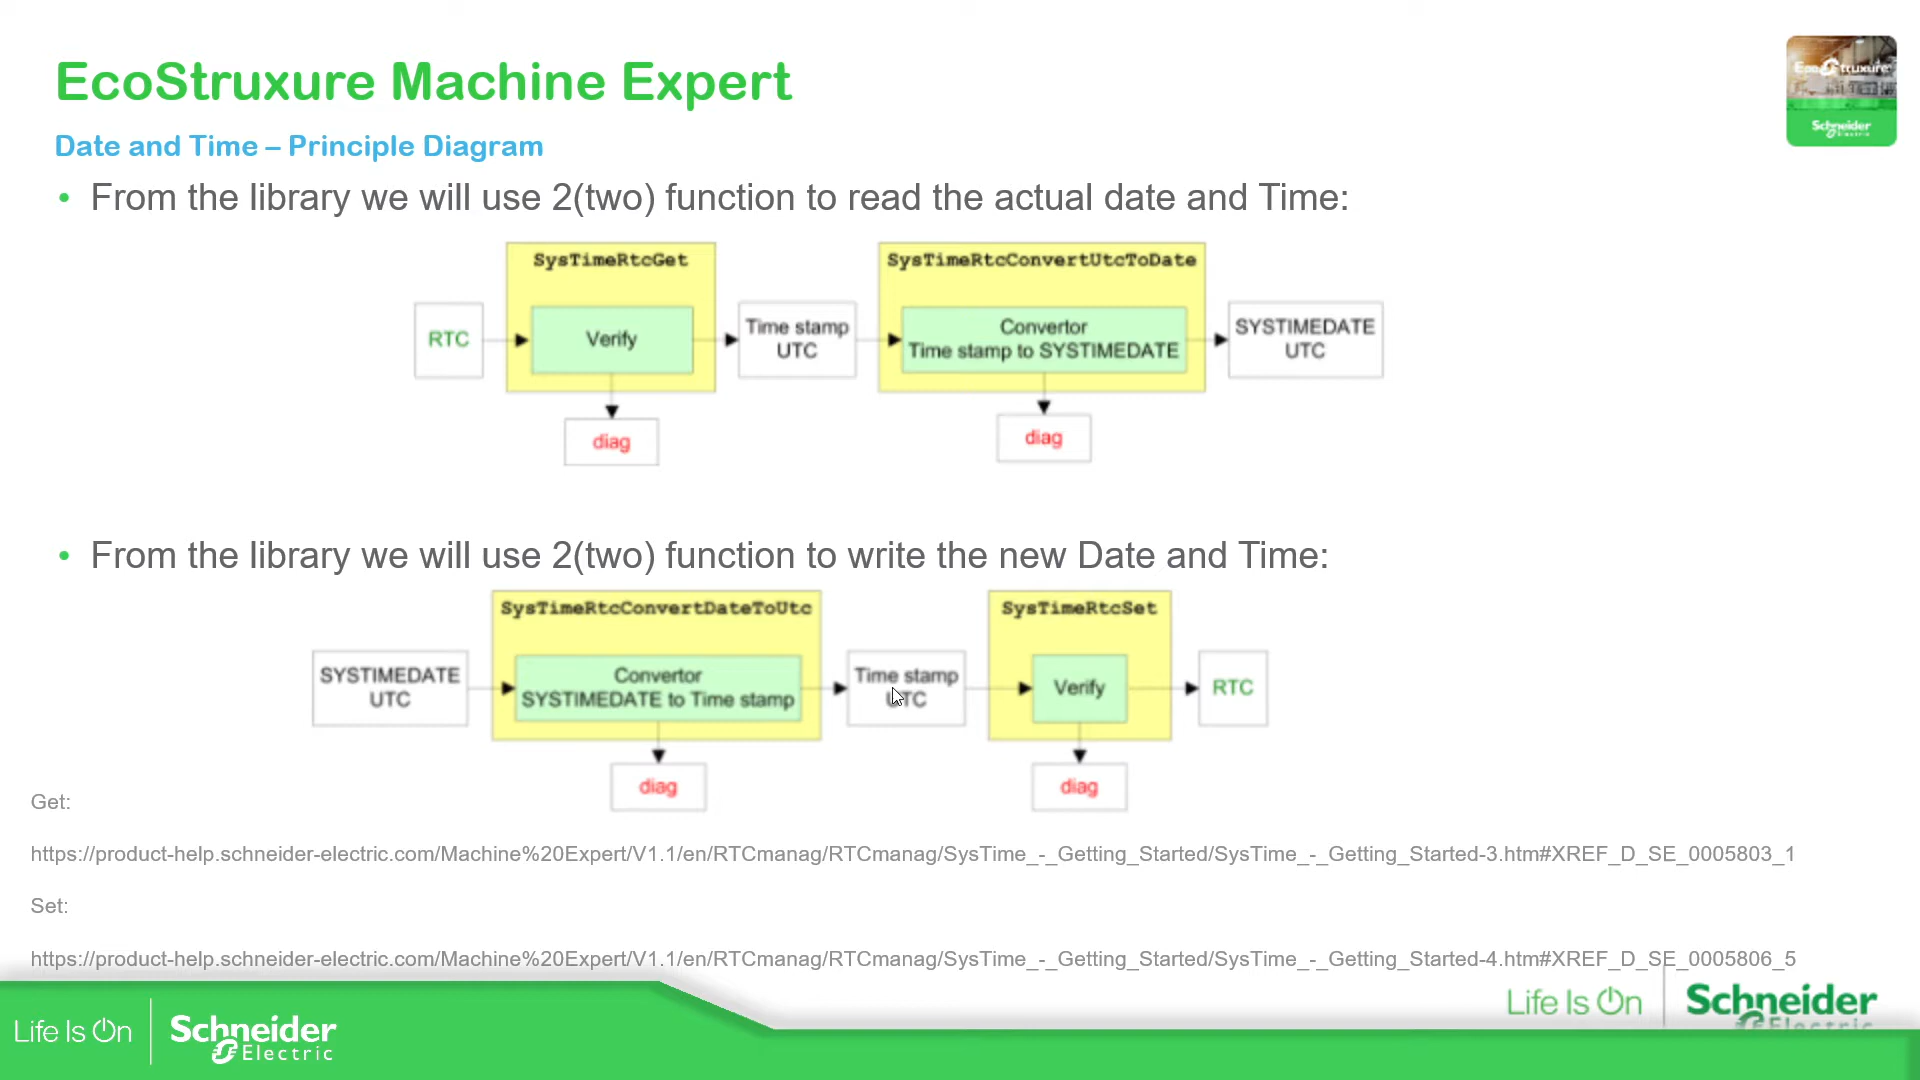 EcoStruxure Machine Expert
EcoStruxure
Schneider
Electric
Date and Time – Principle Diagram
• From the library we will use 2(two) function to read the actual date and Time:
SysTimeRtcGet
SysTimeRtcConvertUtcToDate
RTC
Verify
Time stamp
UTC
Convertor
Time stamp to SYSTIMEDATE
SYSTIMEDATE
UTC
diag
diag
• From the library we will use 2(two) function to write the new Date and Time:
SysTimeRtcConvertDateToUtc
SysTimeRtcSet
SYSTIMEDATE
UTC
Convertor
SYSTIMEDATE to Time stamp
Time stamp
UTC
Verify
RTC
diag
diag
Get:
https://product-help.schneider-electric.com/Machine%20Expert/V1.1/en/RTCmanag/RTCmanag/SysTime_-_Getting_Started/SysTime_-_Getting_Started-3.htm#XREF_D_SE_0005803_1
Set:
https://product-help.schneider-electric.com/Machine%20Expert/V1.1/en/RTCmanag/RTCmanag/SysTime_-_Getting_Started/SysTime_-_Getting_Started-4.htm#XREF_D_SE_0005806_5
Life Is On
Schneider
Electric
Life Is On
Schneider
Electric